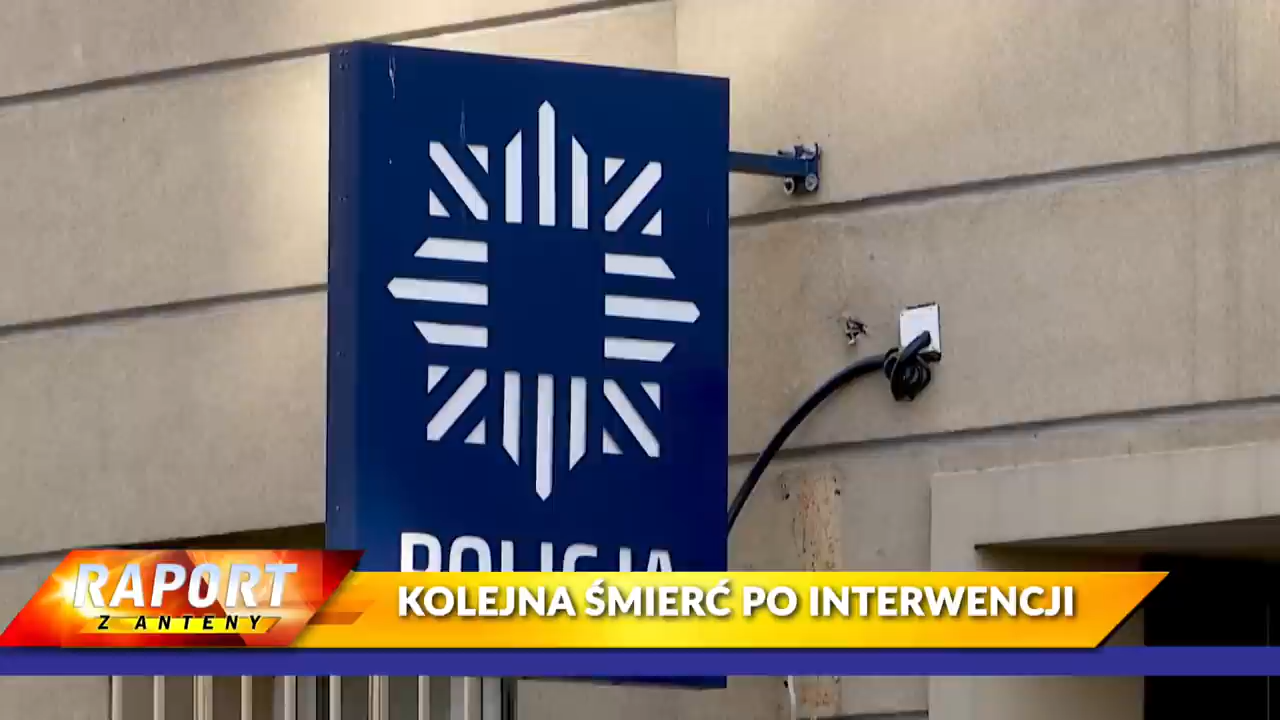 POLICJA
RAPORT
Z ANTENY
KOLEJNA ŚMIERĆ PO INTERWENCJI